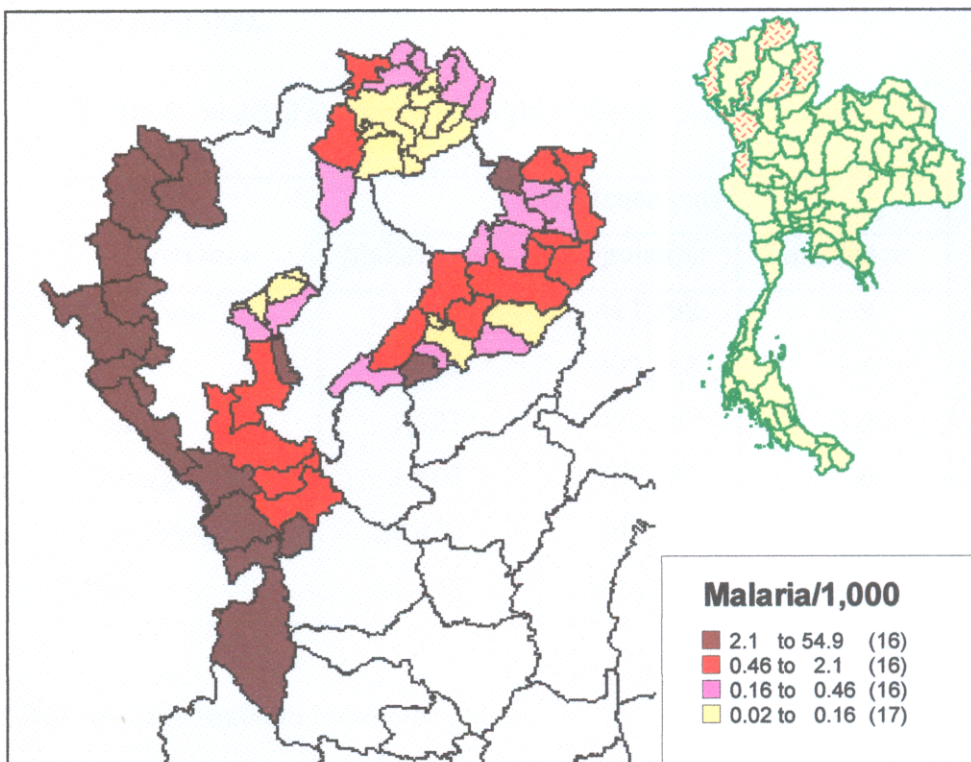 Malaria/1,000
2.1 to 54.9 (16)
0.46 to 2.1 (16)
0.16 to 0.46 (16)
0.02 to 0.16 (17)